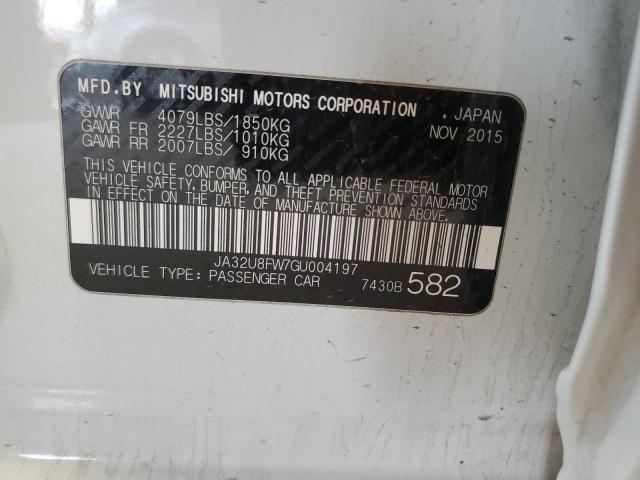 MFD.BY MITSUBISHI MOTORS CORPORATION , JAPAN
GVWR 4079LBS/1850KG NOV 2015
GAWR FR 2227LBS/1010KG
GAWR RR 2007LBS/ 910KG
THIS VEHICLE CONFORMS TO ALL APPLICABLE FEDERAL MOTOR
VEHICLE SAFETY, BUMPER, AND THEFT PREVENTION STANDARDS
IN EFFECT ON THE DATE OF MANUFACTURE SHOWN ABOVE.
JA32U8FW7GU004197
VEHICLE TYPE: PASSENGER CAR 7430B 582